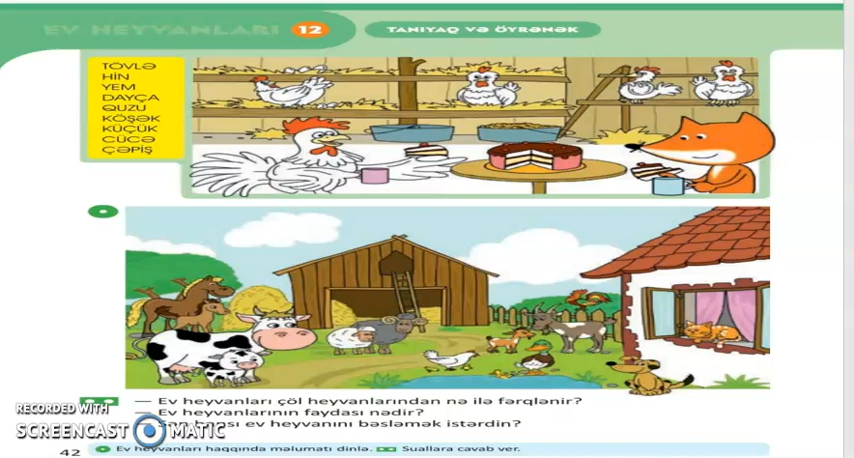 EV HEYVANLARI 12
TANIYAQ VƏ ÖYRƏNƏK
TÖVLƏ
HİN
YEM
DAYÇA
QUZU
KÖŞƏK
KÜÇÜK
CÜCƏ
ÇƏPİŞ
— Ev heyvanları çöl heyvanlarından nə ilə fərqlənir?
— Ev heyvanlarının faydası nədir?
ev heyvanını bəsləmək istərdin?
RECORDED WITH
SCREENCAST MATIC
42
Ev heyvanları haqqında məlumatı dinlə. Suallara cavab ver.